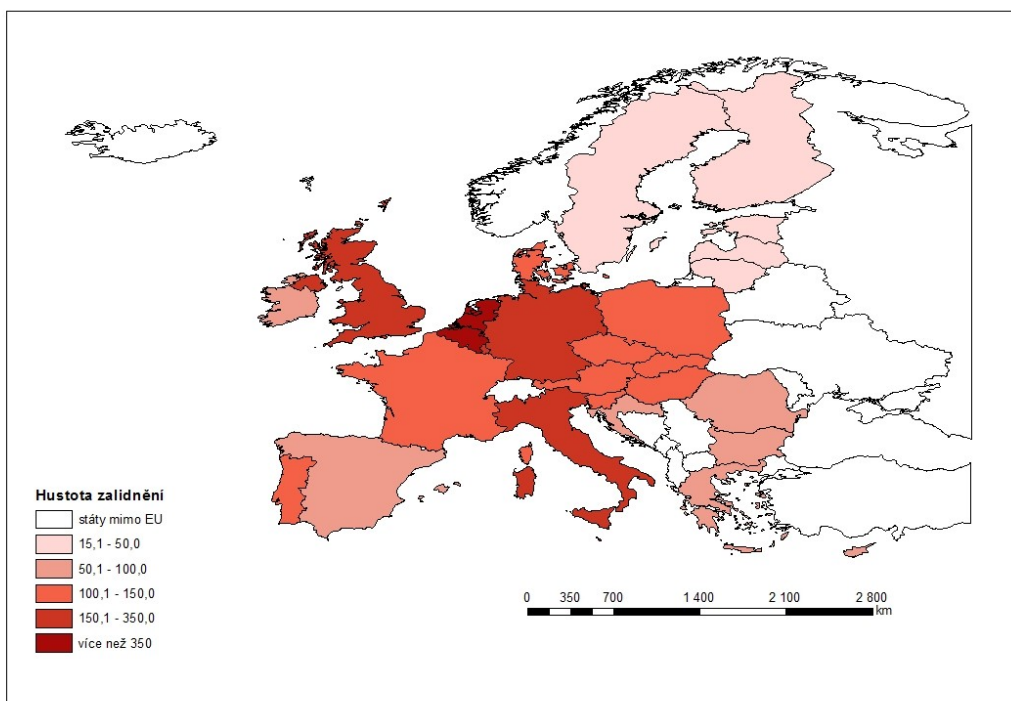 Hustota zalidnění
státy mimo EU
15,1 - 50,0
50,1 - 100,0
100,1 - 150,0
150,1 - 350,0
více než 350
0 350 700 1 400 2 100 2 800
km